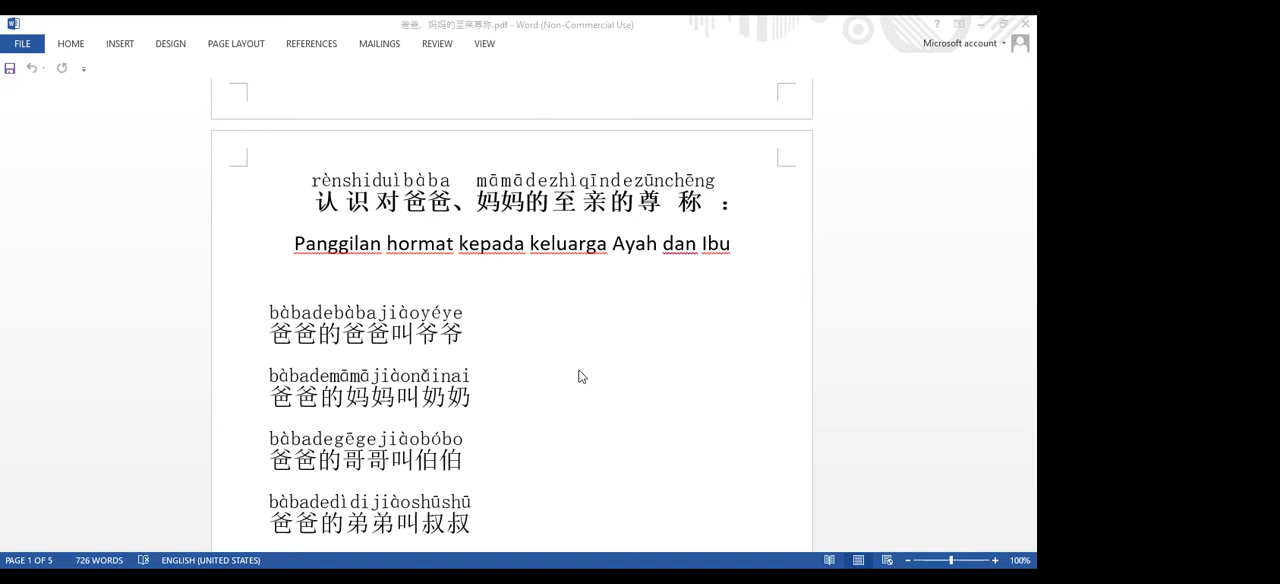 爸爸，妈妈的至亲尊称.pdf - Word (Non-Commercial Use)
FILE HOME INSERT DESIGN PAGE LAYOUT REFERENCES MAILINGS REVIEW VIEW
Microsoft account
rènshiduìbàba māmādezhìqīndezūnchēng
认识对爸爸、妈妈的至亲的尊称：
Panggilan hormat kepada keluarga Ayah dan Ibu
bàbadebàbajiàoyéye
爸爸的爸爸叫爷爷
bàbademāmājiàonǎinai
爸爸的妈妈叫奶奶
bàbadegēgejiàobóbo
爸爸的哥哥叫伯伯
bàbadedìdijiàoshūshū
爸爸的弟弟叫叔叔
PAGE 1 OF 5 726 WORDS ENGLISH (UNITED STATES) 100%